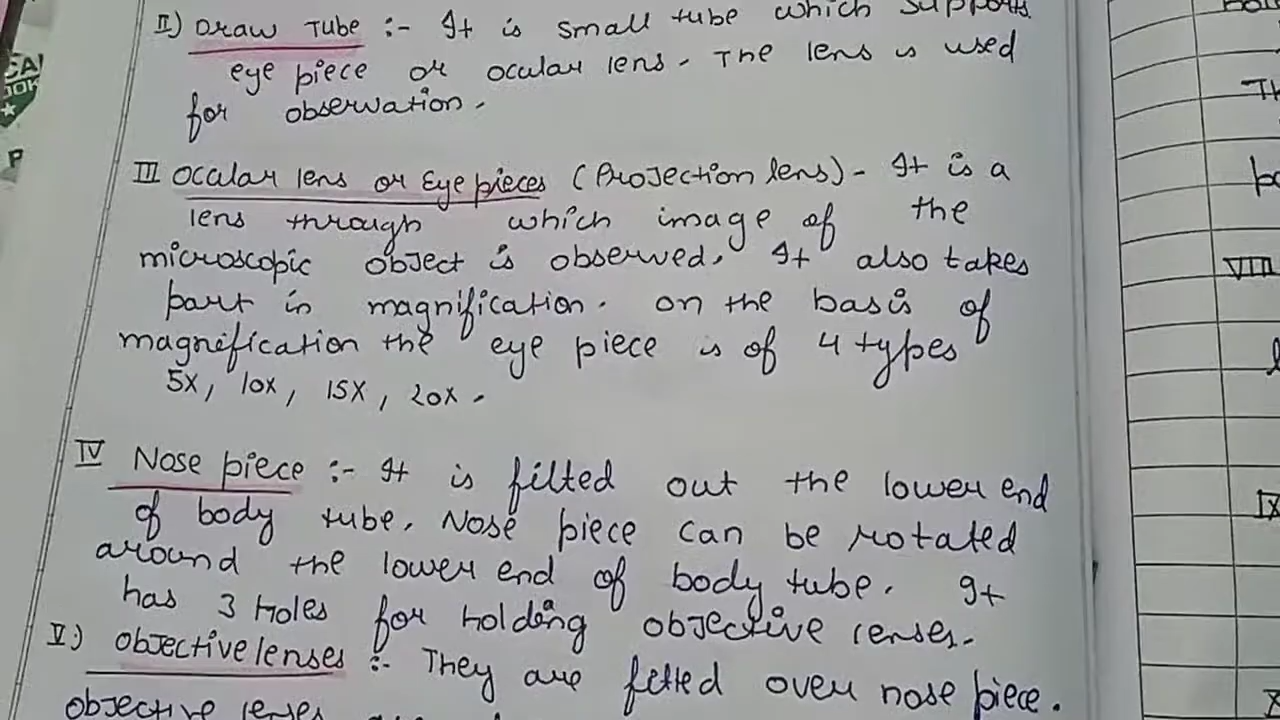 II.) Draw Tube :- It is small tube which supports
eye piece or ocular lens. The lens is used
for observation.
III Ocular lens or Eye pieces (Projection lens)- It is a
lens through which image of the
microscopic object is observed. It also takes
part in magnification. on the basis of
magnification the eye piece is of 4 types
5x, 10x, 15x, 20x.
IV Nose piece :- It is fitted out the lower end
of body tube. Nose piece can be rotated
around the lower end of body tube. It
has 3 Holes for holding objective lenses.
V.) Objective lenses :- They are fitted over nose piece.
objective lenses
Th
VIII
IX
X
P